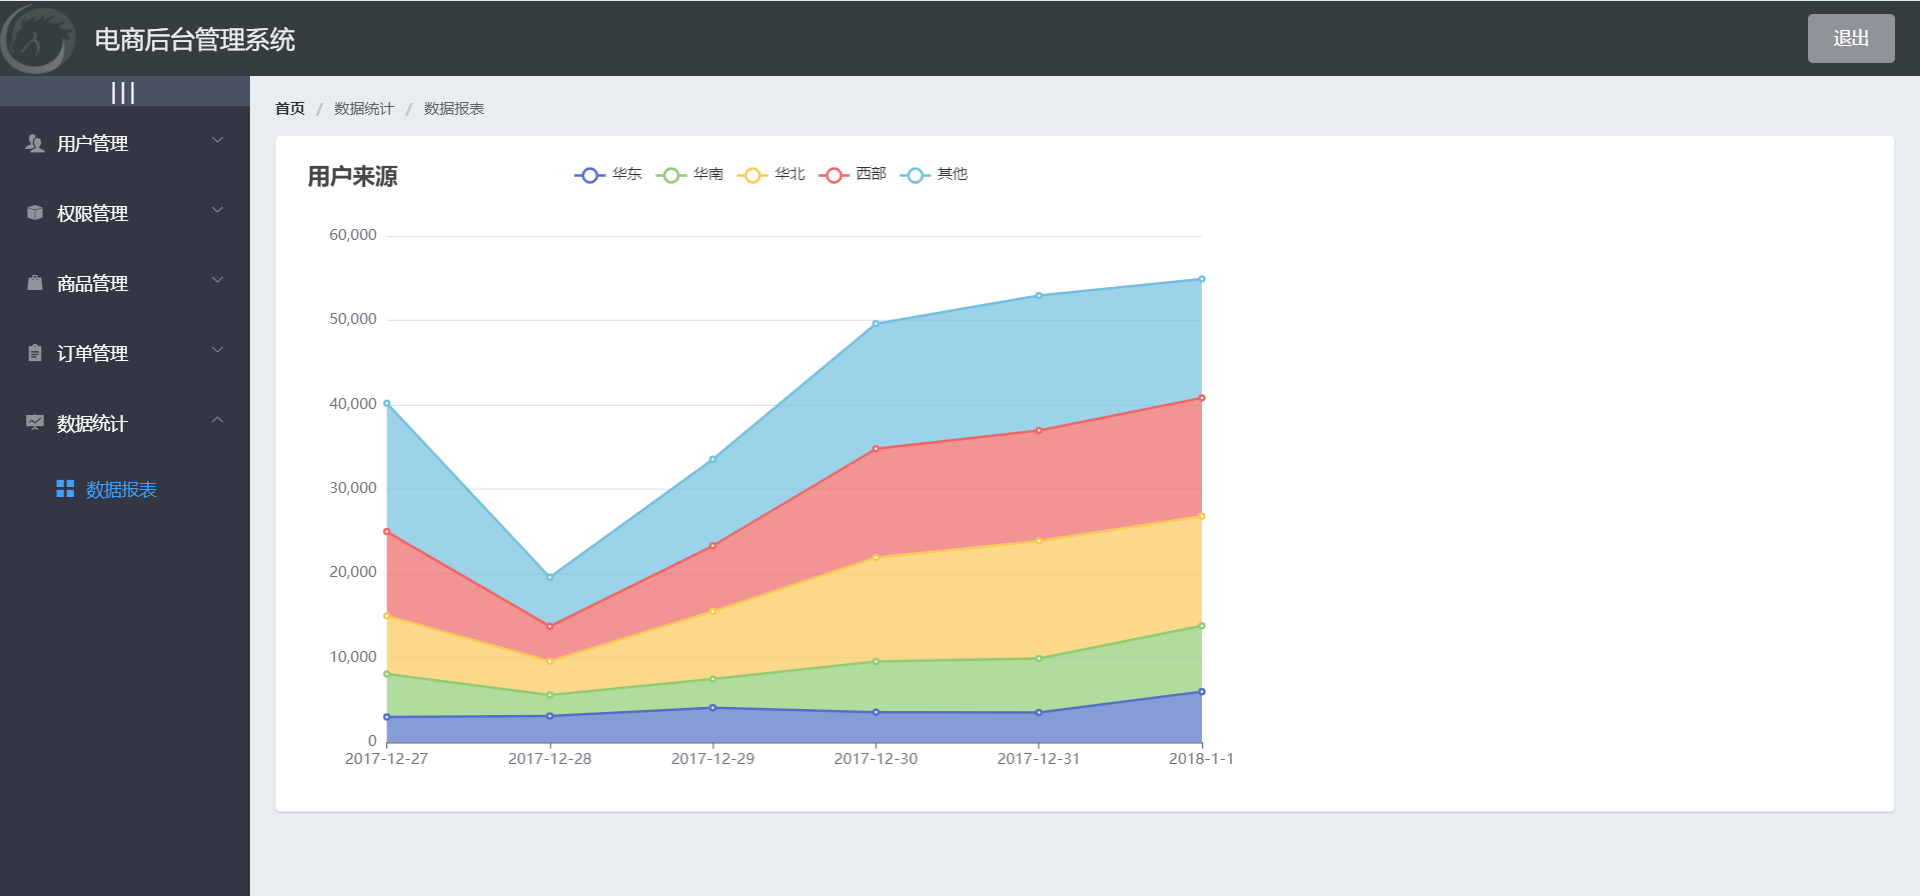 电商后台管理系统
退出
|||
首页 / 数据统计 / 数据报表
用户管理
权限管理
商品管理
订单管理
数据统计
数据报表
用户来源
华东 华南 华北 西部 其他
60,000
50,000
40,000
30,000
20,000
10,000
0
2017-12-27 2017-12-28 2017-12-29 2017-12-30 2017-12-31 2018-1-1